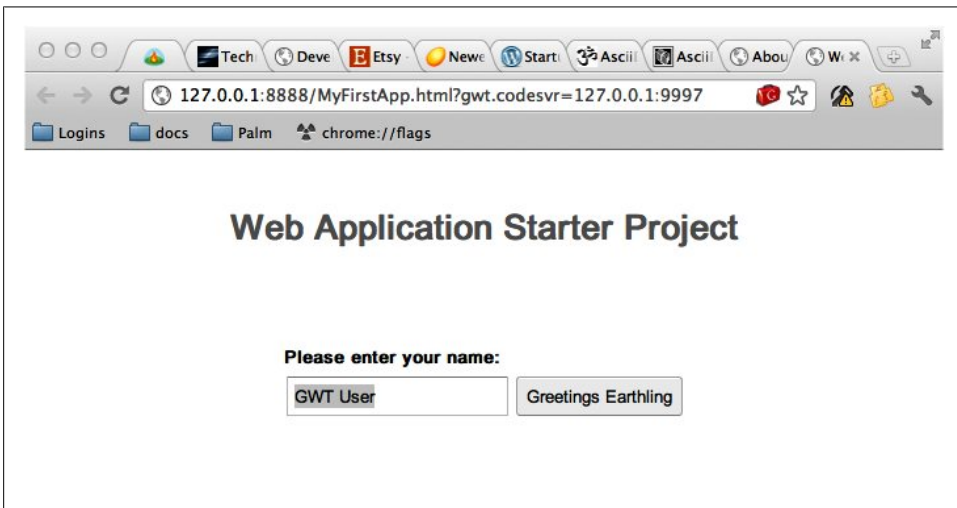 Tech Deve Etsy Newe Start Ascii Ascii Abou W
127.0.0.1:8888/MyFirstApp.html?gwt.codesvr=127.0.0.1:9997
Logins docs Palm chrome://flags
Web Application Starter Project
Please enter your name:
GWT User Greetings Earthling